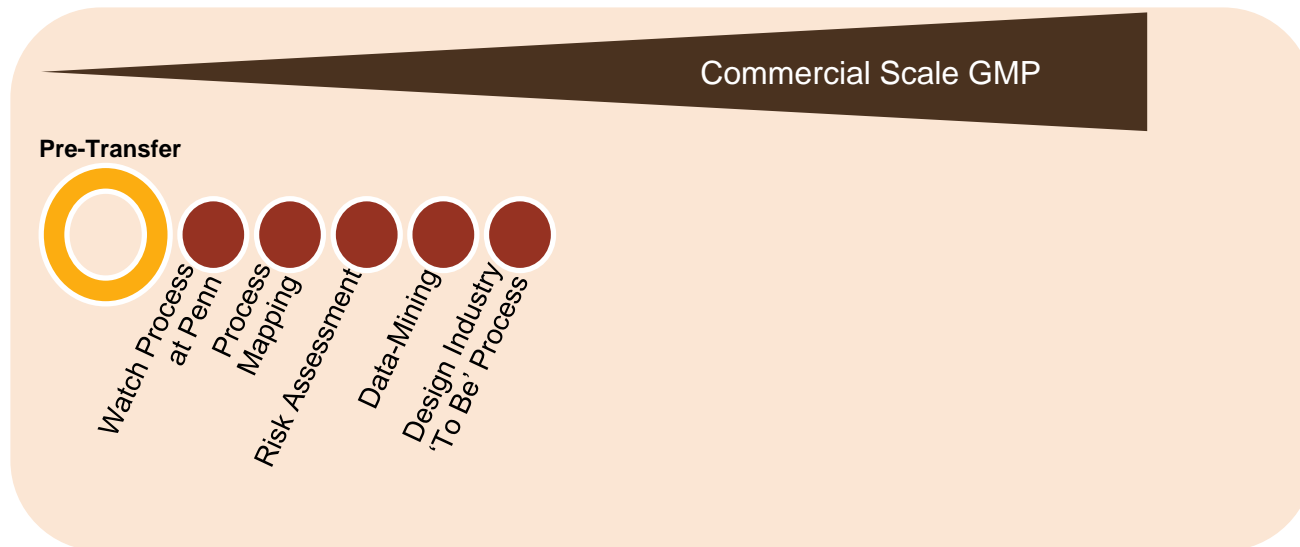 Commercial Scale GMP
Pre-Transfer
Watch Process
at Penn
Process
Mapping
Risk Assessment
Data-Mining
Design Industry
‘To Be’ Process